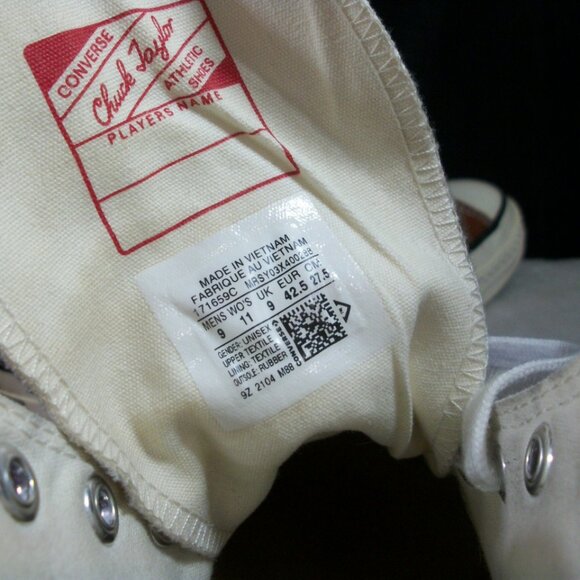 CONVERSE
Chuck Taylor
ATHLETIC
SHOES
PLAYERS NAME
MADE IN VIETNAM
FABRIQUE AU VIETNAM
171659C MRSY03X400288
MENS WO'S UK EUR CM
9 11 9 42.5 27.5
GENDER: UNISEX
UPPER: TEXTILE
LINING: TEXTILE
OUTSOLE: RUBBER
9Z 2104 M88